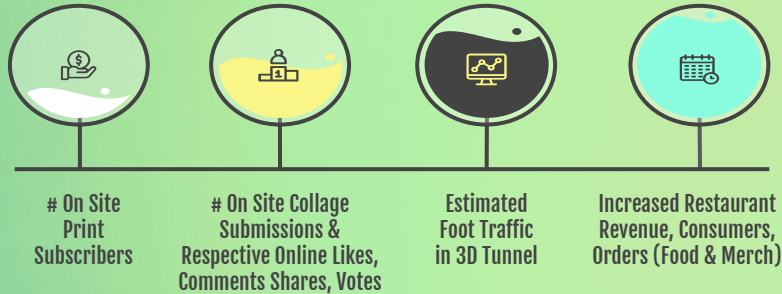 $
1
# On Site
Print
Subscribers
# On Site Collage
Submissions &
Respective Online Likes,
Comments Shares, Votes
Estimated
Foot Traffic
in 3D Tunnel
Increased Restaurant
Revenue, Consumers,
Orders (Food & Merch)